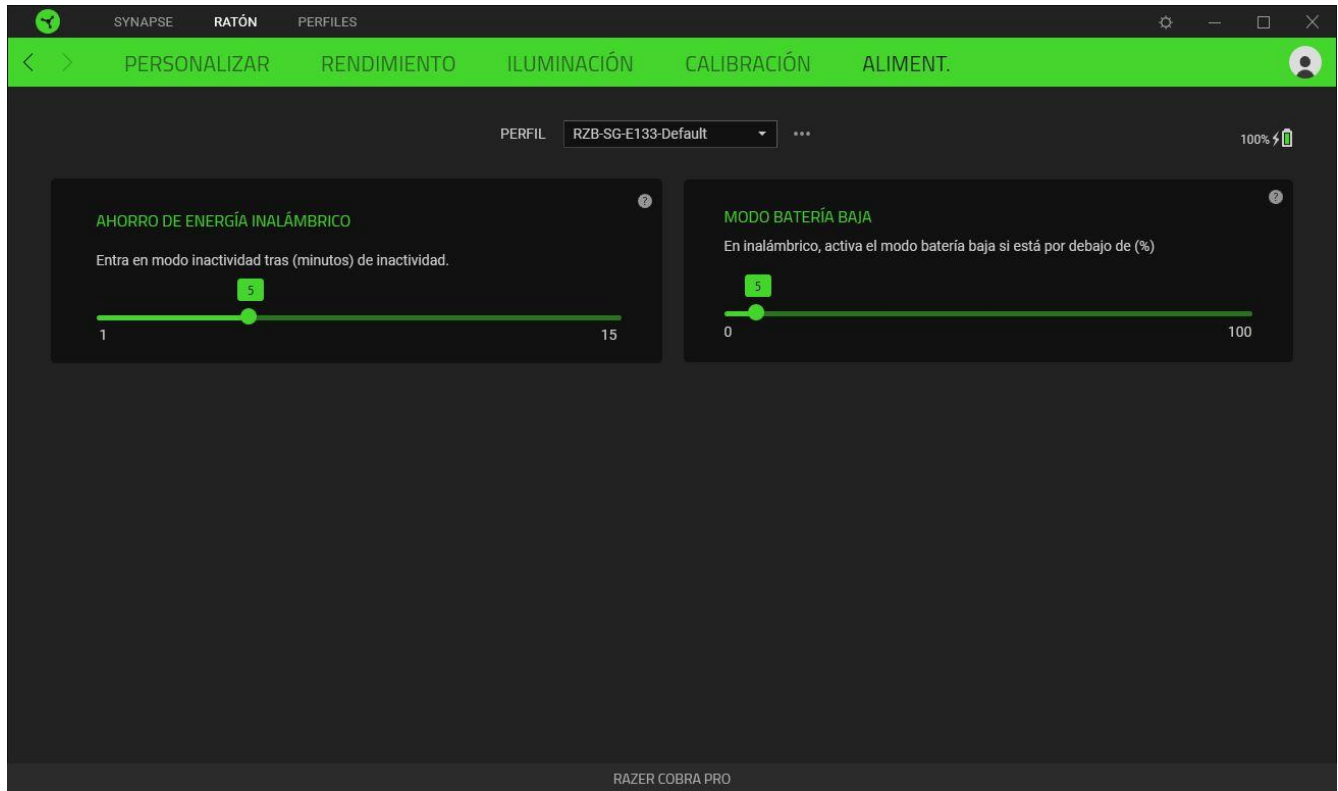 SYNAPSE RATÓN PERFILES
PERSONALIZAR RENDIMIENTO ILUMINACIÓN CALIBRACIÓN ALIMENT.
PERFIL RZB-SG-E133-Default
100%
AHORRO DE ENERGÍA INALÁMBRICO
Entra en modo inactividad tras (minutos) de inactividad.
5
1 15
MODO BATERÍA BAJA
En inalámbrico, activa el modo batería baja si está por debajo de (%)
5
0 100
RAZER COBRA PRO